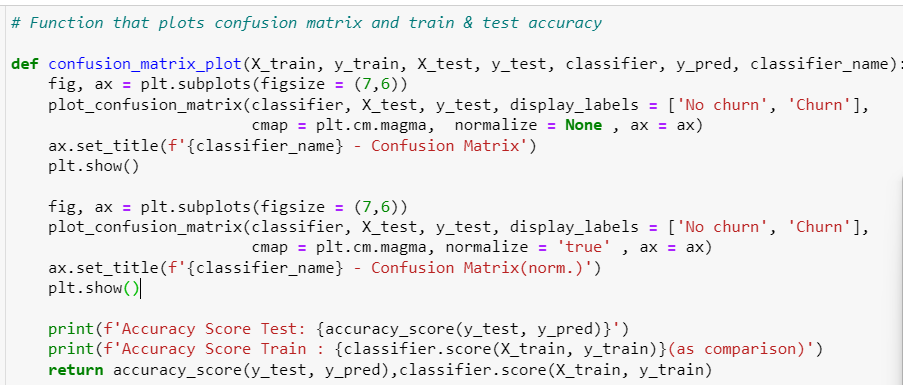 # Function that plots confusion matrix and train & test accuracy
def confusion_matrix_plot(X_train, y_train, X_test, y_test, classifier, y_pred, classifier_name):
    fig, ax = plt.subplots(figsize = (7,6))
    plot_confusion_matrix(classifier, X_test, y_test, display_labels = ['No churn', 'Churn'],
                          cmap = plt.cm.magma,  normalize = None , ax = ax)
    ax.set_title(f'{classifier_name} - Confusion Matrix')
    plt.show()
    fig, ax = plt.subplots(figsize = (7,6))
    plot_confusion_matrix(classifier, X_test, y_test, display_labels = ['No churn', 'Churn'],
                          cmap = plt.cm.magma, normalize = 'true' , ax = ax)
    ax.set_title(f'{classifier_name} - Confusion Matrix(norm.)')
    plt.show()
    print(f'Accuracy Score Test: {accuracy_score(y_test, y_pred)}')
    print(f'Accuracy Score Train : {classifier.score(X_train, y_train)}(as comparison)')
    return accuracy_score(y_test, y_pred),classifier.score(X_train, y_train)